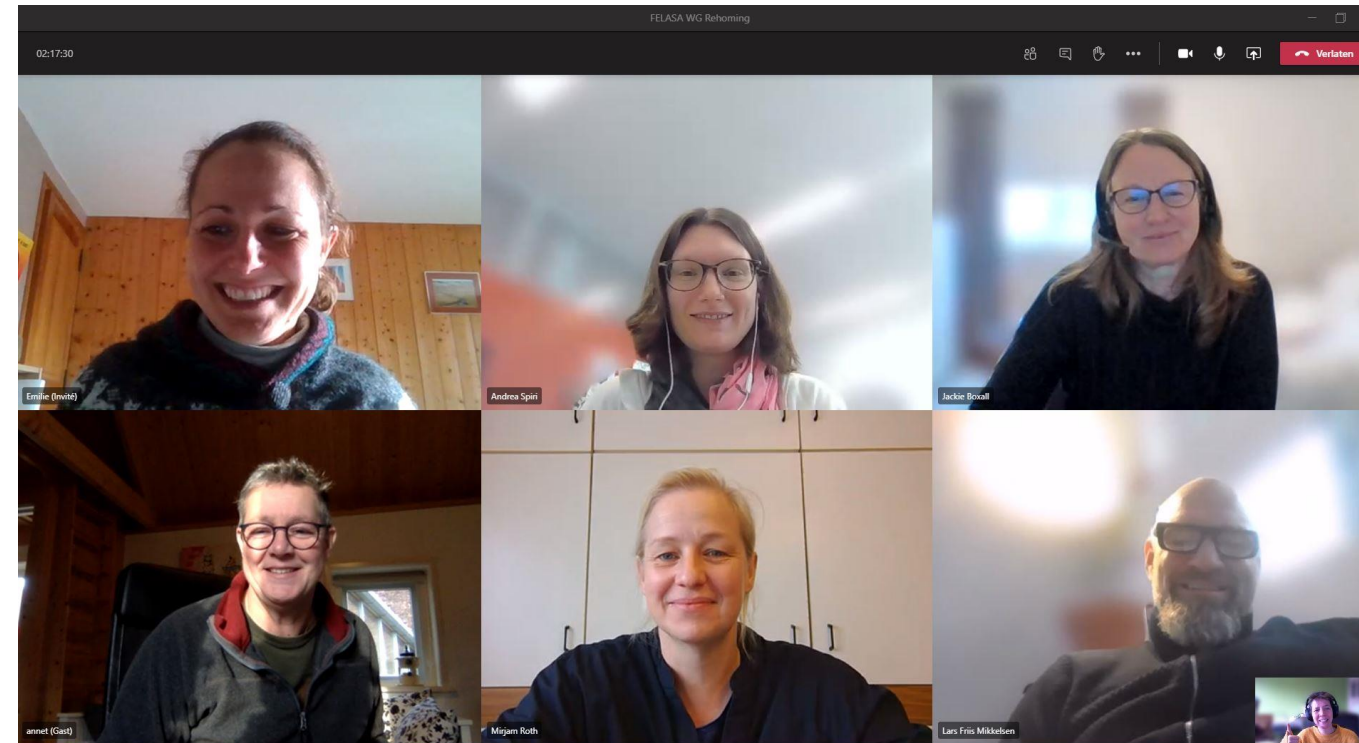 FELASA WG Rehoming
02:17:30
Verlaten
Emilie (Invité)
Andrea Spiri
Jackie Boxall
annet (Gast)
Mirjam Roth
Lars Friis Mikkelsen